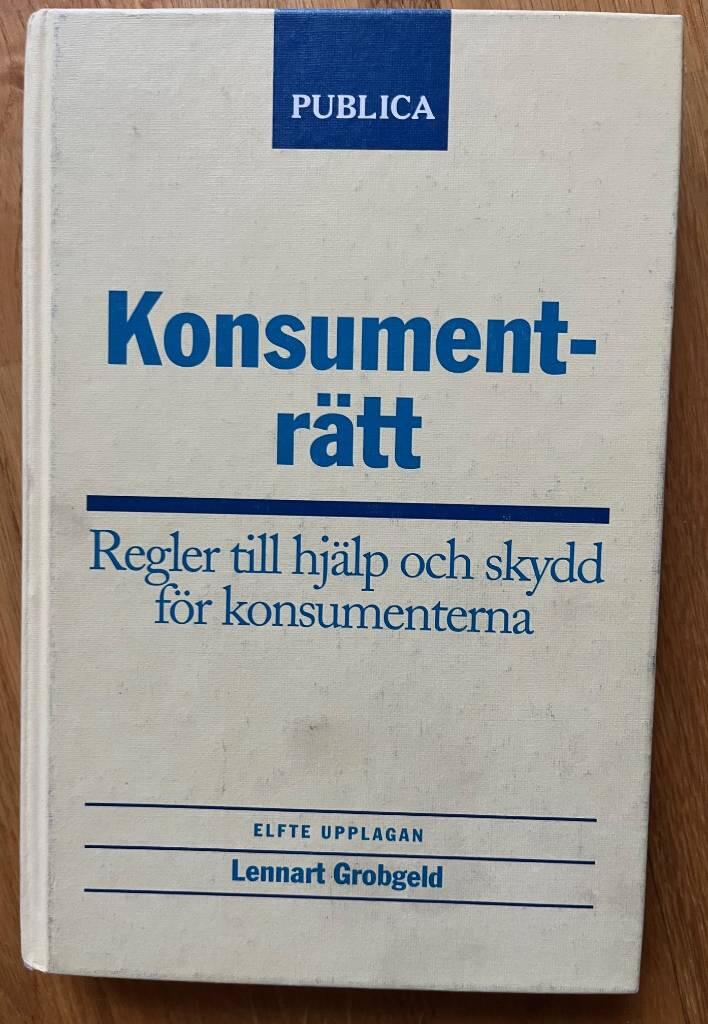 PUBLICA
Konsument-
rätt
Regler till hjälp och skydd
för konsumenterna
ELFTE UPPLAGAN
Lennart Grobgeld